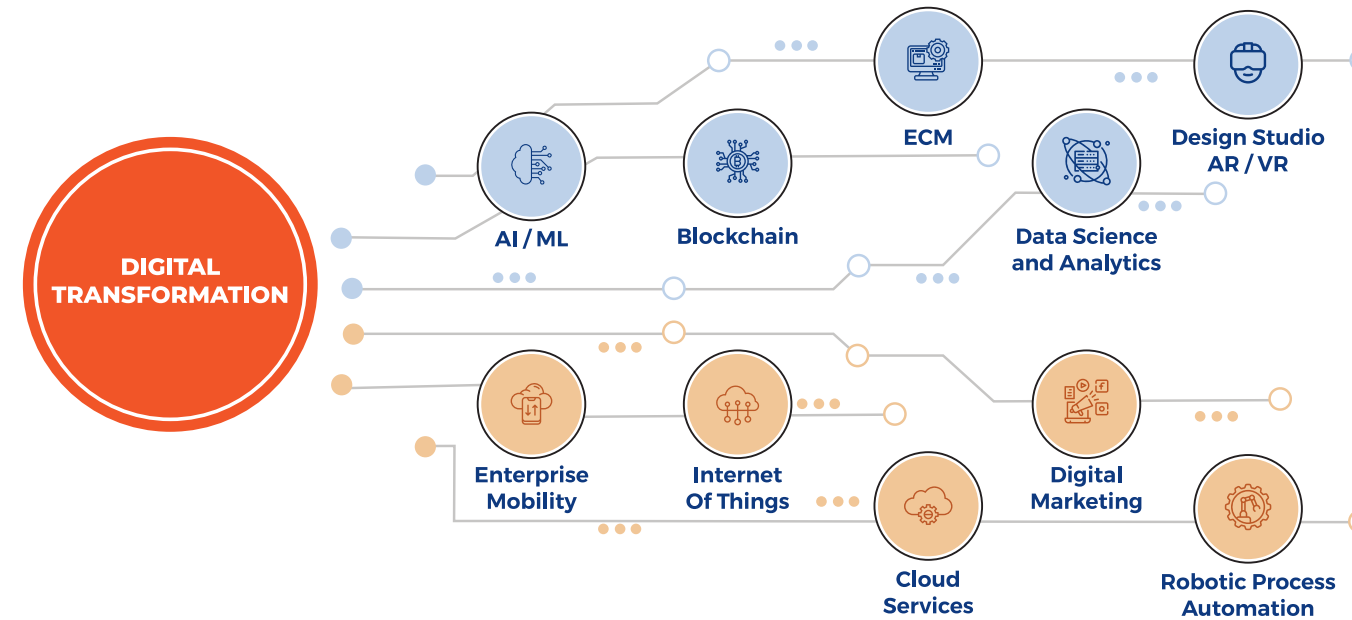 DIGITAL
TRANSFORMATION
AI / ML
Blockchain
ECM
Data Science
and Analytics
Design Studio
AR / VR
Enterprise
Mobility
Internet
Of Things
Cloud
Services
Digital
Marketing
Robotic Process
Automation